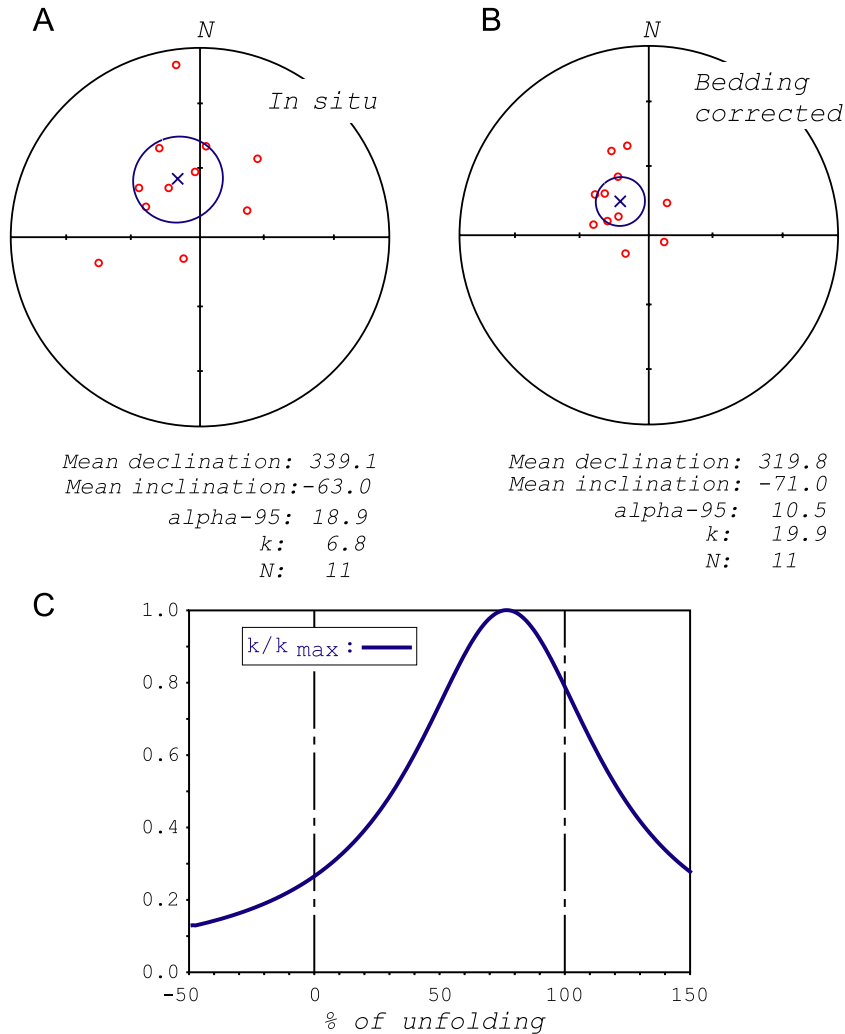 A
N
In situ
Mean declination: 339.1
Mean inclination:-63.0
alpha-95: 18.9
k: 6.8
N: 11
B
N
Bedding
corrected
Mean declination: 319.8
Mean inclination: -71.0
alpha-95: 10.5
k: 19.9
N: 11
C
k/k max :
1.0
0.8
0.6
0.4
0.2
0.0
-50 0 50 100 150
% of unfolding